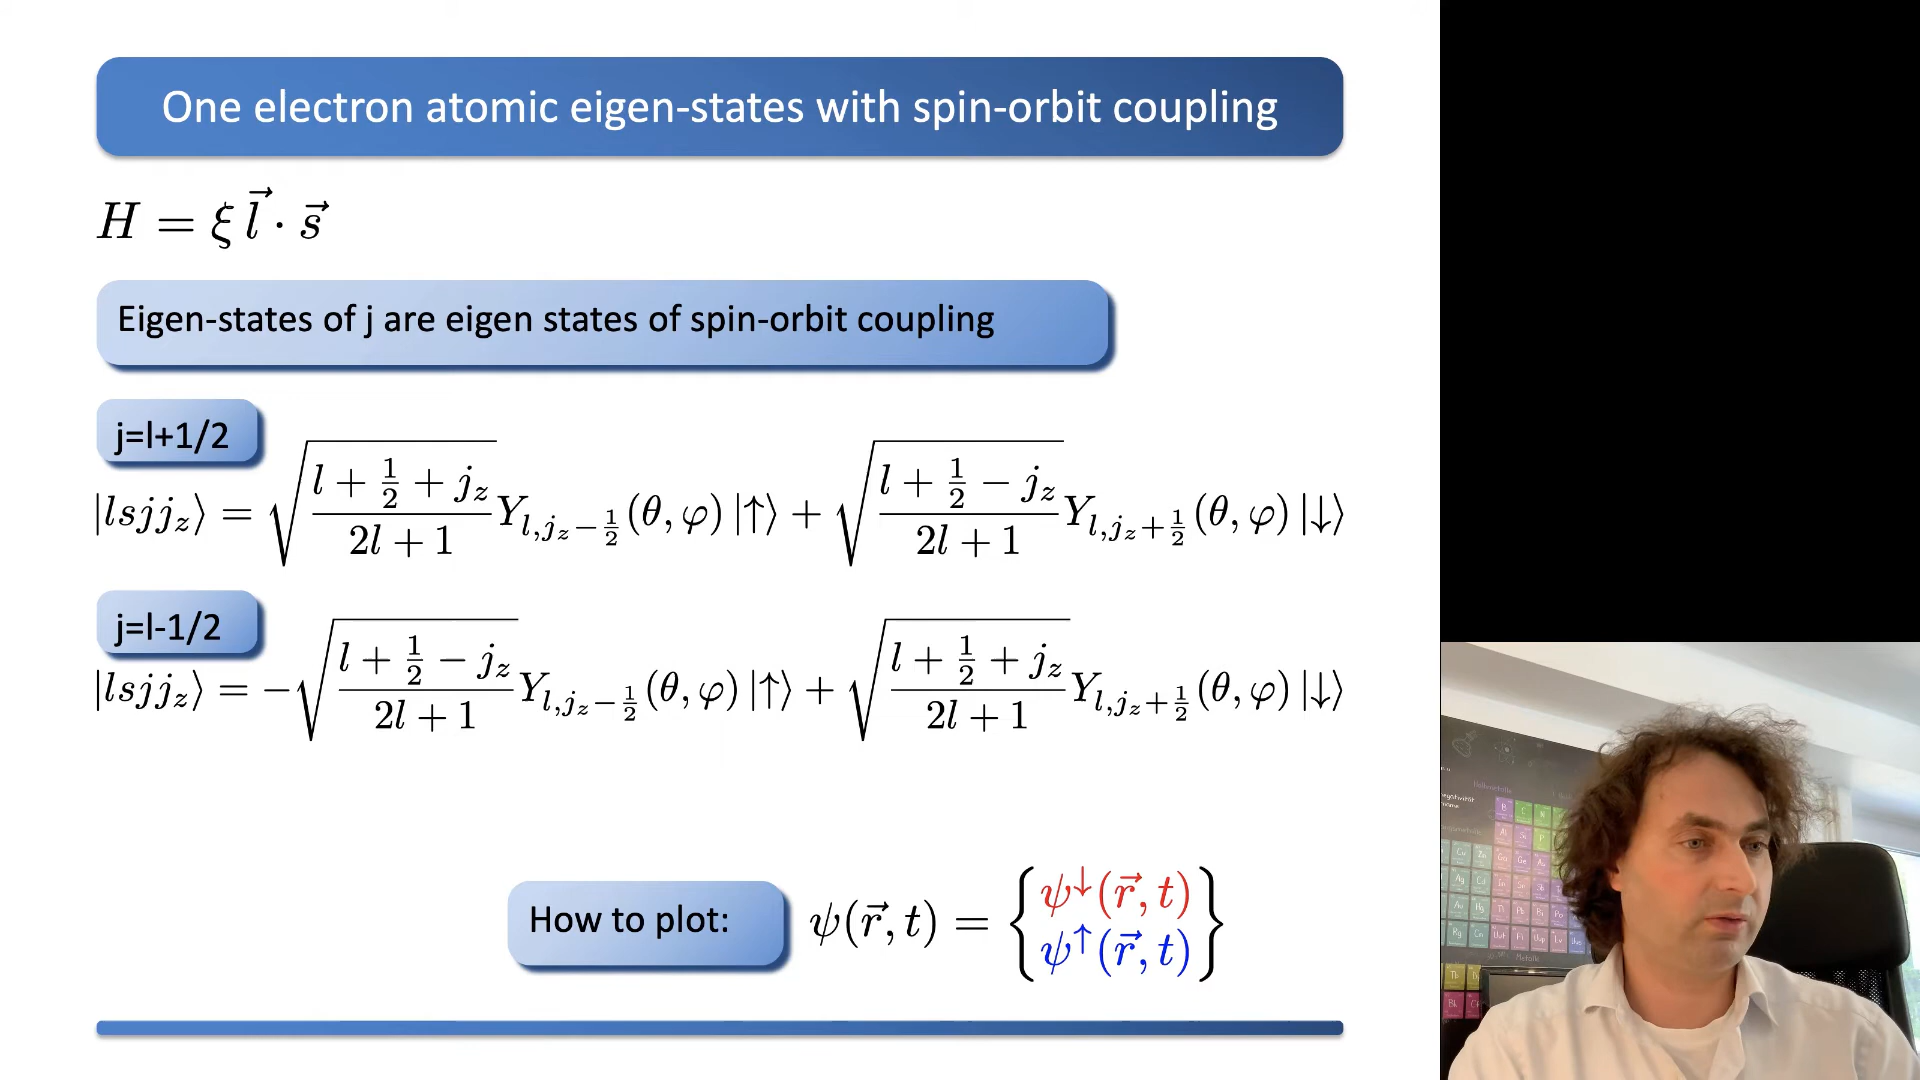 One electron atomic eigen-states with spin-orbit coupling
H = ξ l⃗ · s⃗
Eigen-states of j are eigen states of spin-orbit coupling
j=l+1/2
|lsjj_z⟩ = √((l + 1/2 + j_z)/(2l + 1)) Y_{l,j_z−1/2}(θ, φ) |↑⟩ + √((l + 1/2 − j_z)/(2l + 1)) Y_{l,j_z+1/2}(θ, φ) |↓⟩
j=l-1/2
|lsjj_z⟩ = −√((l + 1/2 − j_z)/(2l + 1)) Y_{l,j_z−1/2}(θ, φ) |↑⟩ + √((l + 1/2 + j_z)/(2l + 1)) Y_{l,j_z+1/2}(θ, φ) |↓⟩
How to plot: ψ(r⃗, t) = { ψ↓(r⃗, t)
ψ↑(r⃗, t) }
Metalle